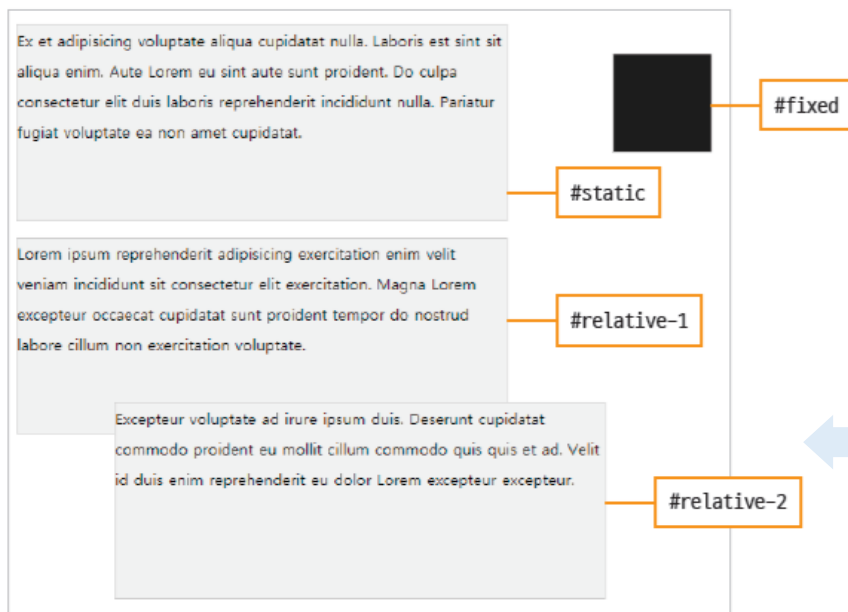 Ex et adipisicing voluptate aliqua cupidatat nulla. Laboris est sint sit
aliqua enim. Aute Lorem eu sint aute sunt proident. Do culpa
consectetur elit duis laboris reprehenderit incididunt nulla. Pariatur
fugiat voluptate ea non amet cupidatat.
#fixed
#static
Lorem ipsum reprehenderit adipisicing exercitation enim velit
veniam incididunt sit consectetur elit exercitation. Magna Lorem
excepteur occaecat cupidatat sunt proident tempor do nostrud
labore cillum non exercitation voluptate.
#relative-1
Excepteur voluptate ad irure ipsum duis. Deserunt cupidatat
commodo proident eu mollit cillum commodo quis quis et ad. Velit
id duis enim reprehenderit eu dolor Lorem excepteur excepteur.
#relative-2